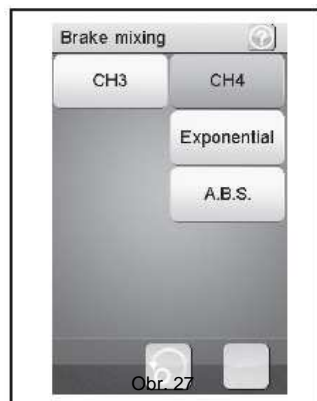 Brake mixing
CH3 CH4
Exponential
A.B.S.
Obr. 27